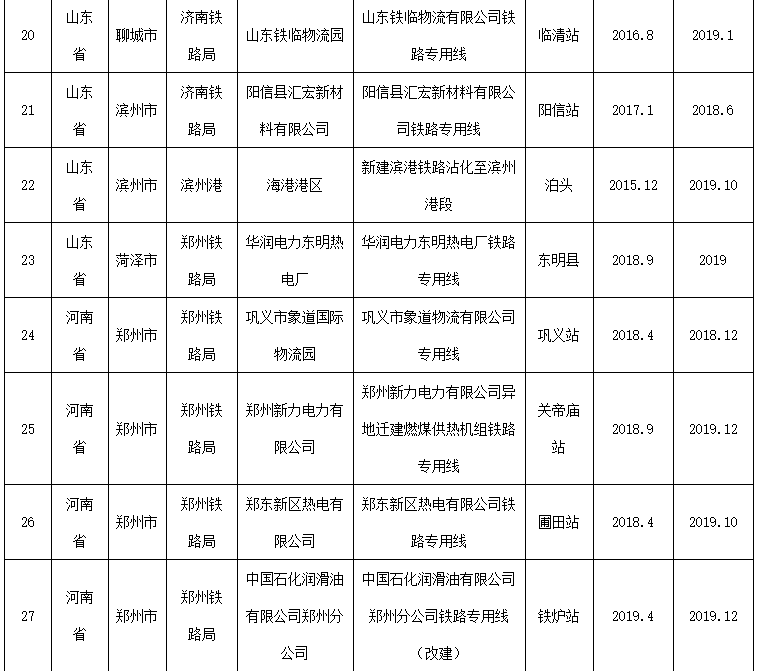 20 山东省 聊城市 济南铁路局 山东铁临物流园 山东铁临物流有限公司铁路专用线 临清站 2016.8 2019.1
21 山东省 滨州市 济南铁路局 阳信县汇宏新材料有限公司 阳信县汇宏新材料有限公司铁路专用线 阳信站 2017.1 2018.6
22 山东省 滨州市 滨州港 海港港区 新建滨港铁路沾化至滨州港段 泊头 2015.12 2019.10
23 山东省 菏泽市 郑州铁路局 华润电力东明热电厂 华润电力东明热电厂铁路专用线 东明县 2018.9 2019
24 河南省 郑州市 郑州铁路局 巩义市象道国际物流园 巩义市象道物流有限公司专用线 巩义站 2018.4 2018.12
25 河南省 郑州市 郑州铁路局 郑州新力电力有限公司 郑州新力电力有限公司异地迁建燃煤供热机组铁路专用线 关帝庙站 2018.9 2019.12
26 河南省 郑州市 郑州铁路局 郑东新区热电有限公司 郑东新区热电有限公司铁路专用线 圃田站 2018.4 2019.10
27 河南省 郑州市 郑州铁路局 中国石化润滑油有限公司郑州分公司 中国石化润滑油有限公司郑州分公司铁路专用线（改建） 铁炉站 2019.4 2019.12